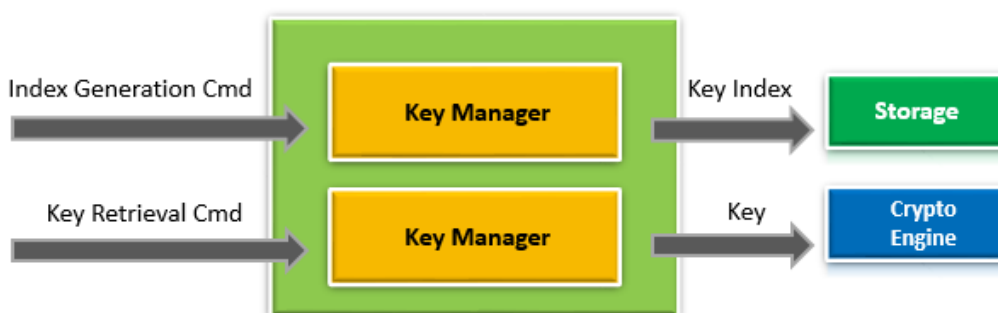 Index Generation Cmd
Key Manager
Key Index
Storage
Key Retrieval Cmd
Key Manager
Key
Crypto
Engine